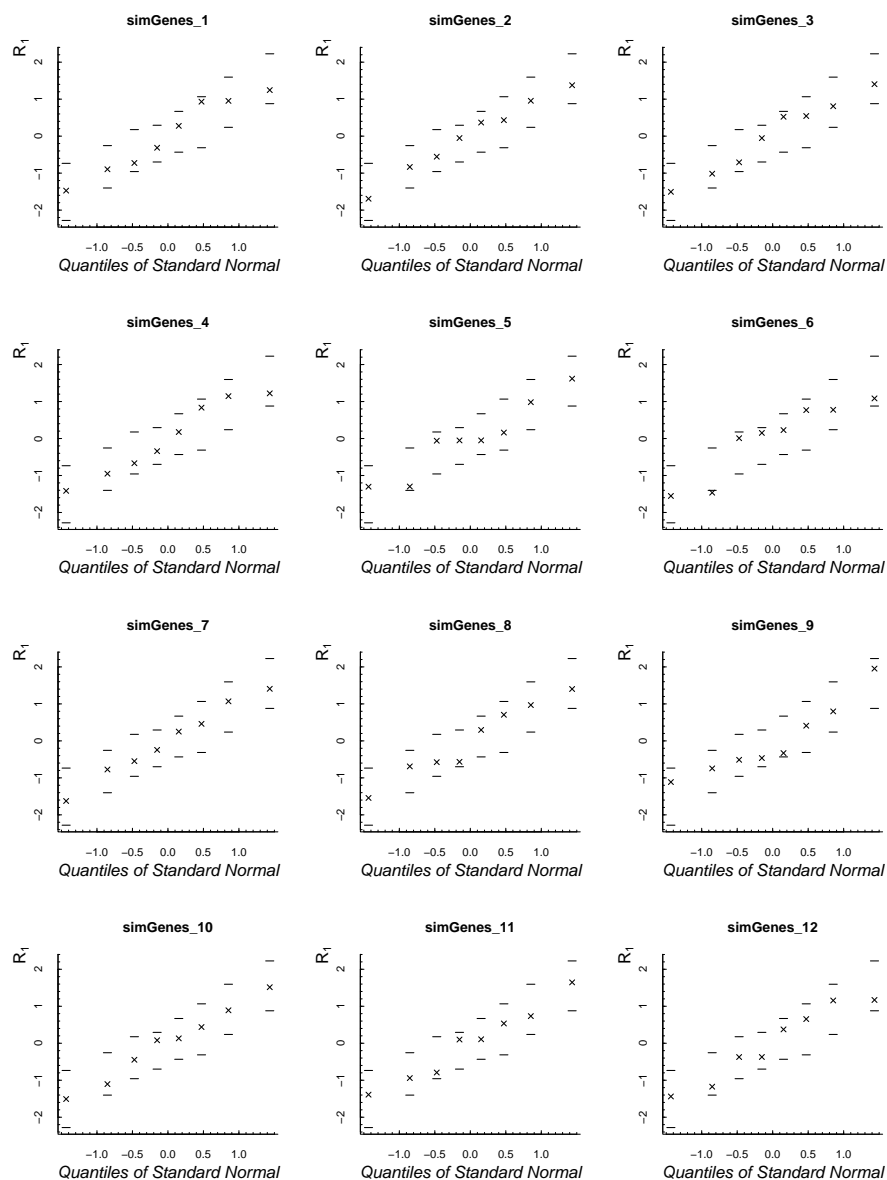 simGenes_1 simGenes_2 simGenes_3
R1 R1 R1
2 2 2
1 1 1
0 0 0
−1 −1 −1
−2 −2 −2
−1.0 −0.5 0.0 0.5 1.0 −1.0 −0.5 0.0 0.5 1.0 −1.0 −0.5 0.0 0.5 1.0
Quantiles of Standard Normal Quantiles of Standard Normal Quantiles of Standard Normal
simGenes_4 simGenes_5 simGenes_6
R1 R1 R1
2 2 2
1 1 1
0 0 0
−1 −1 −1
−2 −2 −2
−1.0 −0.5 0.0 0.5 1.0 −1.0 −0.5 0.0 0.5 1.0 −1.0 −0.5 0.0 0.5 1.0
Quantiles of Standard Normal Quantiles of Standard Normal Quantiles of Standard Normal
simGenes_7 simGenes_8 simGenes_9
R1 R1 R1
2 2 2
1 1 1
0 0 0
−1 −1 −1
−2 −2 −2
−1.0 −0.5 0.0 0.5 1.0 −1.0 −0.5 0.0 0.5 1.0 −1.0 −0.5 0.0 0.5 1.0
Quantiles of Standard Normal Quantiles of Standard Normal Quantiles of Standard Normal
simGenes_10 simGenes_11 simGenes_12
R1 R1 R1
2 2 2
1 1 1
0 0 0
−1 −1 −1
−2 −2 −2
−1.0 −0.5 0.0 0.5 1.0 −1.0 −0.5 0.0 0.5 1.0 −1.0 −0.5 0.0 0.5 1.0
Quantiles of Standard Normal Quantiles of Standard Normal Quantiles of Standard Normal